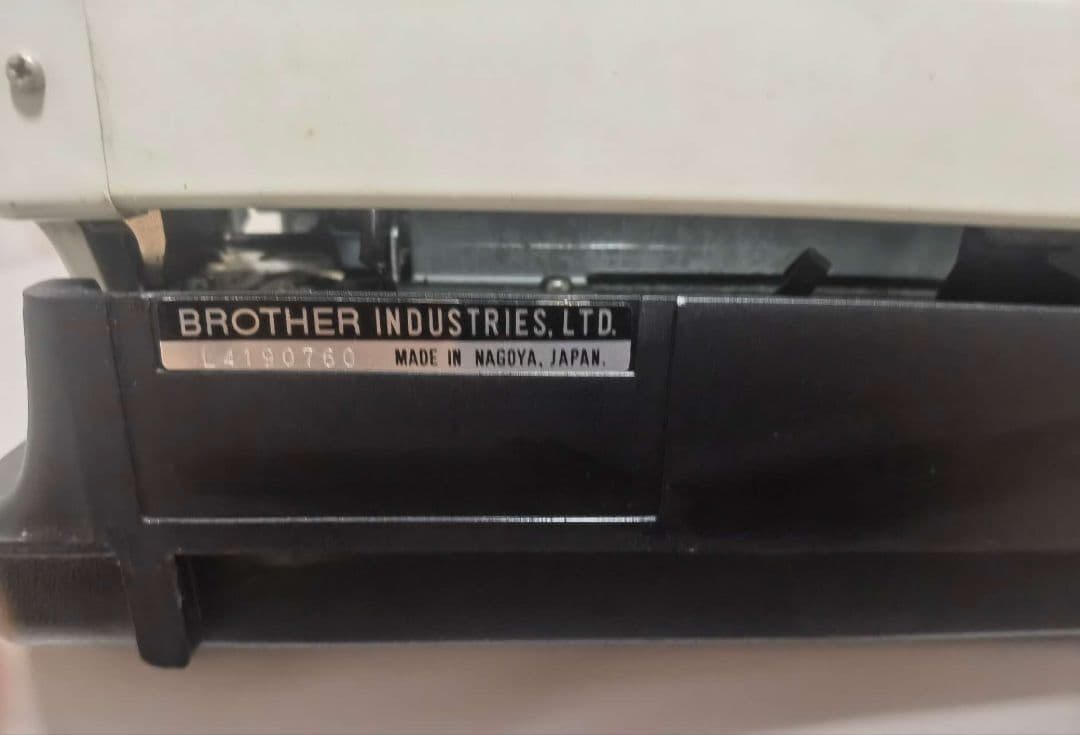 BROTHER INDUSTRIES, LTD.
L4190760 MADE IN NAGOYA, JAPAN.